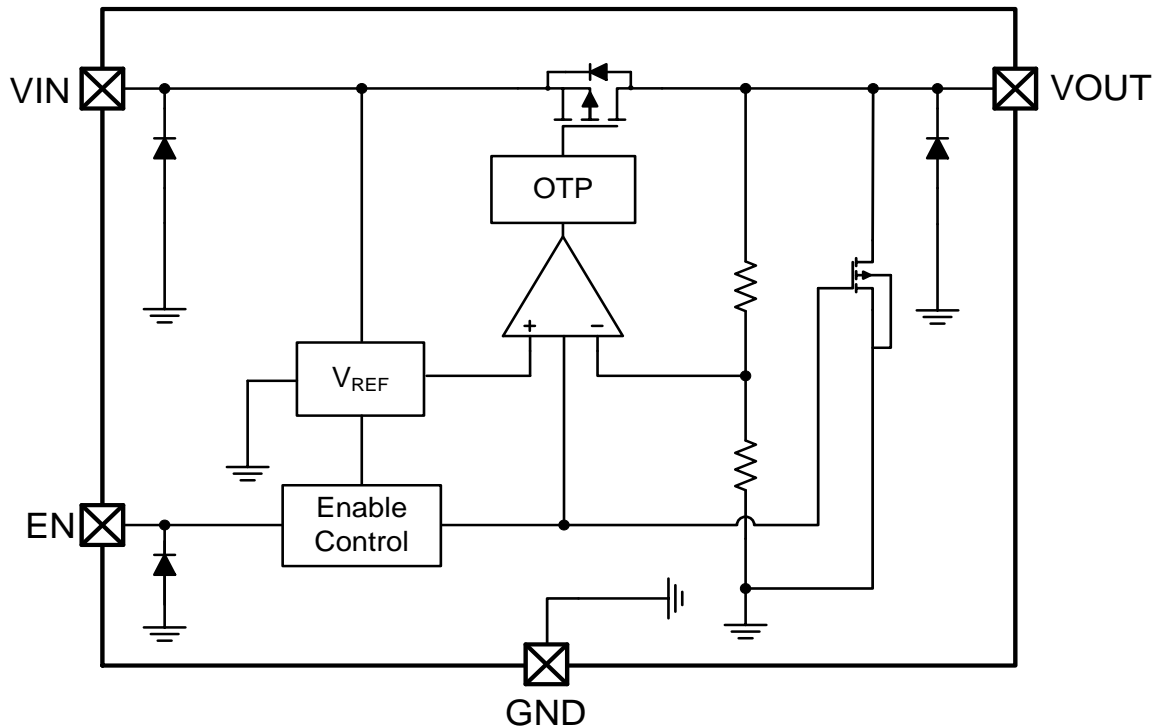 VIN
VOUT
OTP
+ −
VREF
EN
Enable
Control
GND